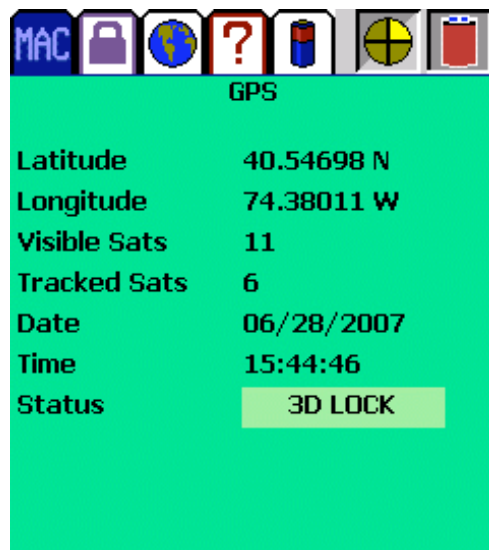 MAC ?
GPS
Latitude 40.54698 N
Longitude 74.38011 W
Visible Sats 11
Tracked Sats 6
Date 06/28/2007
Time 15:44:46
Status 3D LOCK